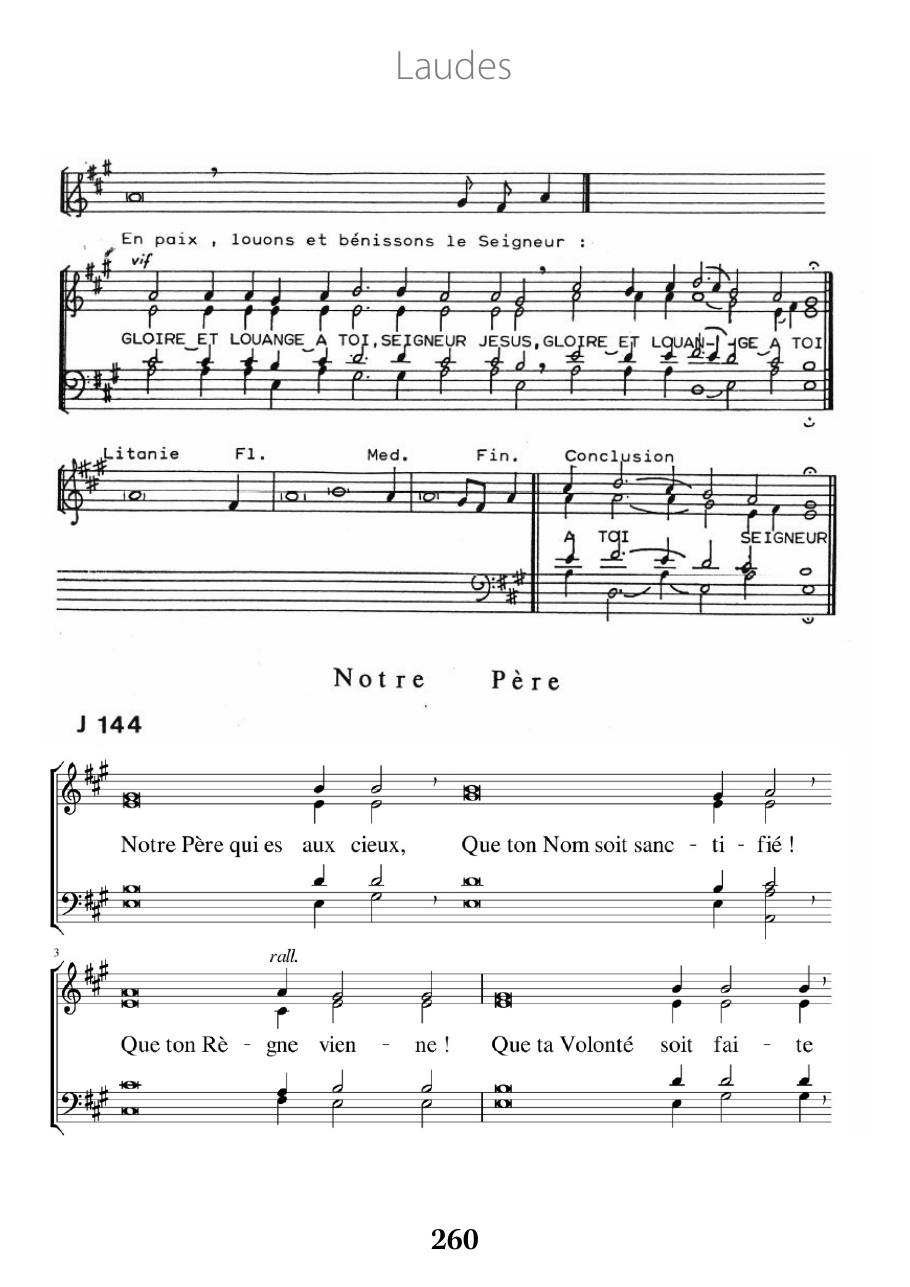 Laudes
En paix , louons et bénissons le Seigneur :
vif
GLOIRE ET LOUANGE A TOI,SEIGNEUR JESUS,GLOIRE ET LOUAN- -GE A TOI
Litanie Fl. Med. Fin. Conclusion
A TOI SEIGNEUR
Notre Père
J 144
Notre Père qui es aux cieux, Que ton Nom soit sanc - ti - fié !
3
rall.
Que ton Rè - gne vien - ne ! Que ta Volonté soit fai - te
260